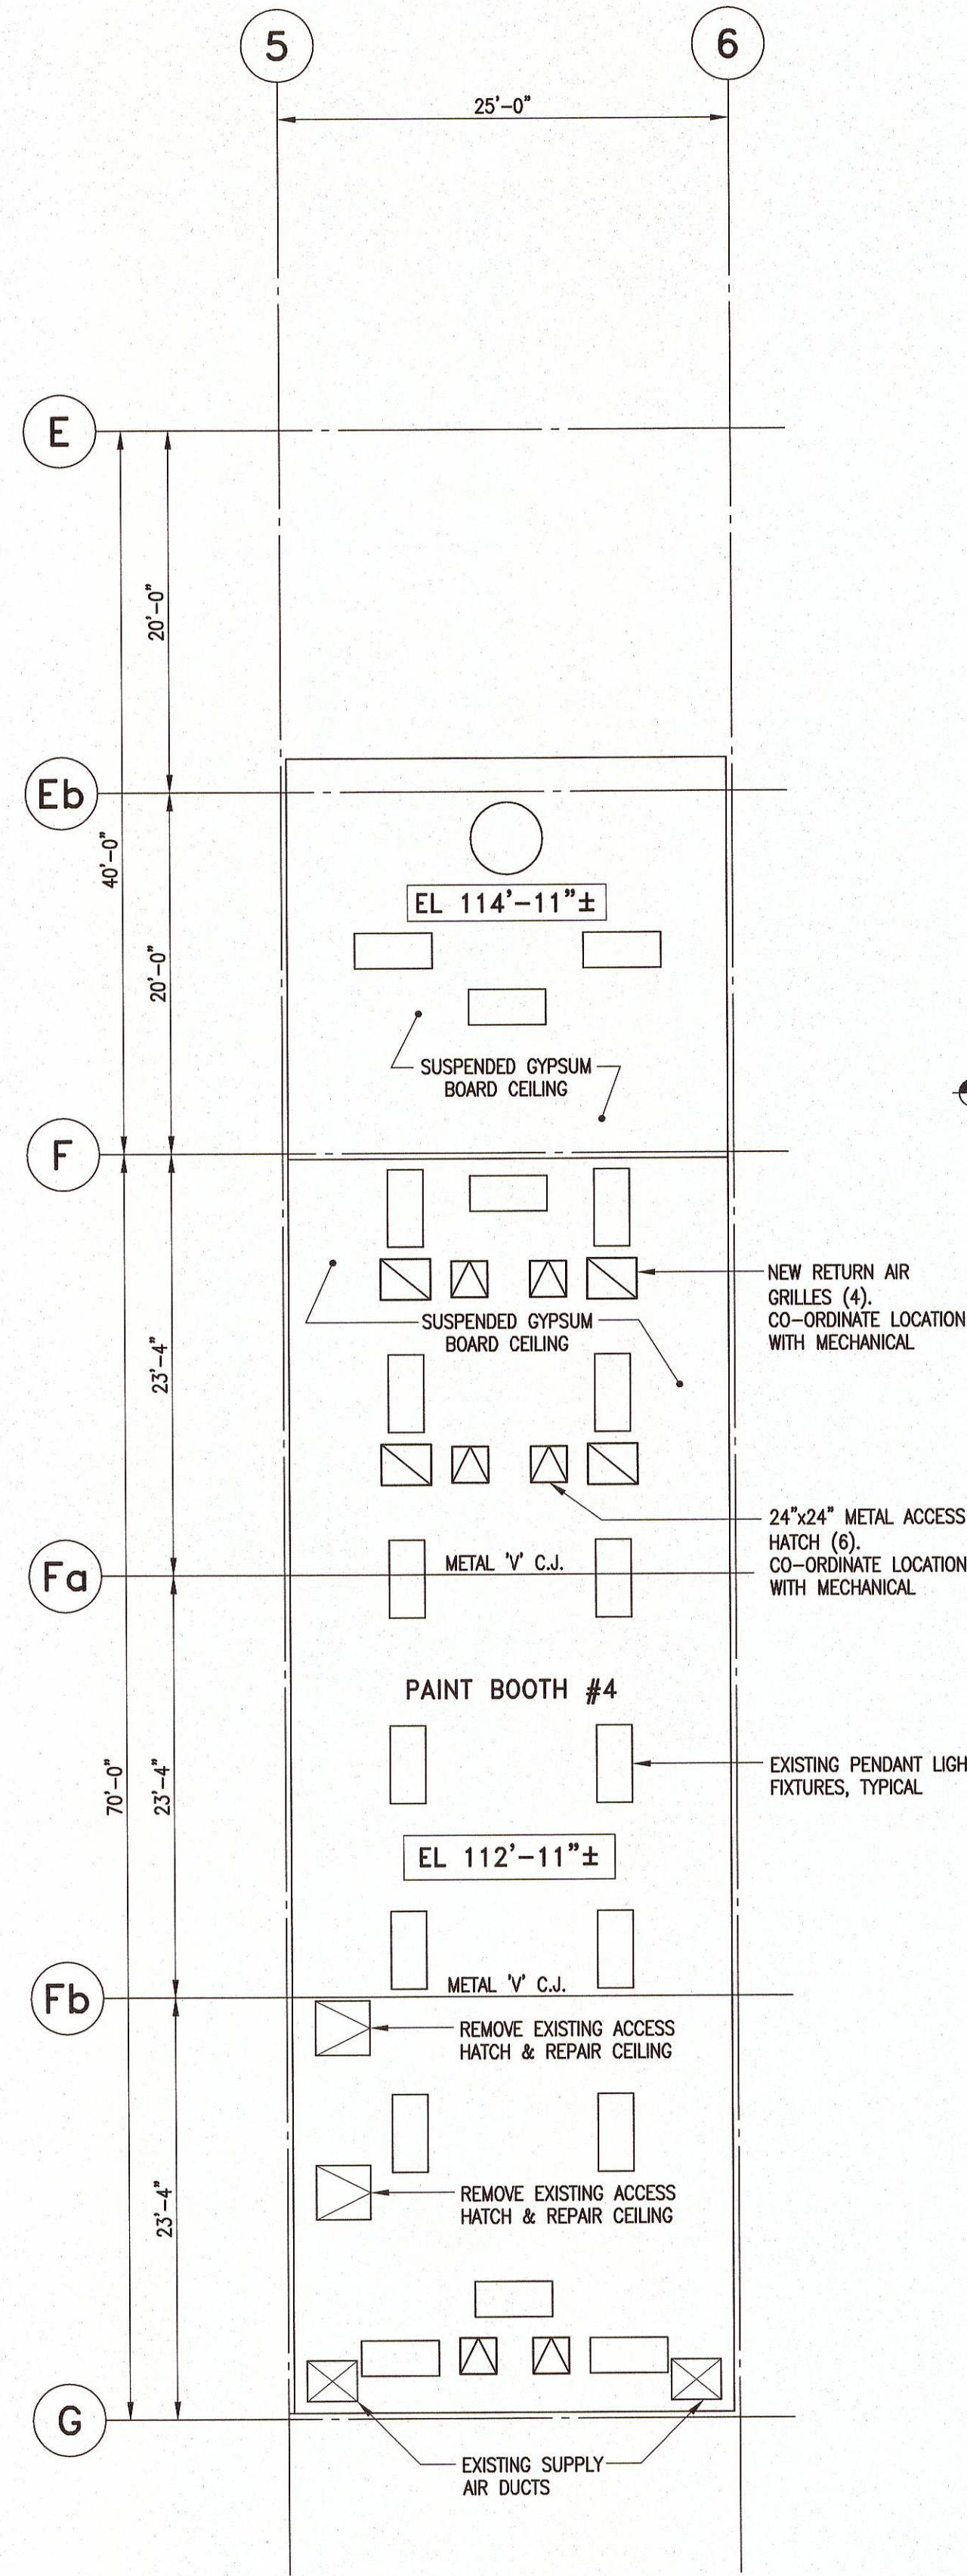 5
6
25'-0"
E
20'-0"
Eb
40'-0"
EL 114'-11"±
20'-0"
SUSPENDED GYPSUM
BOARD CEILING
F
NEW RETURN AIR
GRILLES (4).
CO-ORDINATE LOCATION
WITH MECHANICAL
SUSPENDED GYPSUM
BOARD CEILING
23'-4"
24"x24" METAL ACCESS
HATCH (6).
CO-ORDINATE LOCATION
WITH MECHANICAL
METAL 'V' C.J.
Fa
PAINT BOOTH #4
70'-0"
23'-4"
EXISTING PENDANT LIGH
FIXTURES, TYPICAL
EL 112'-11"±
METAL 'V' C.J.
Fb
REMOVE EXISTING ACCESS
HATCH & REPAIR CEILING
23'-4"
REMOVE EXISTING ACCESS
HATCH & REPAIR CEILING
G
EXISTING SUPPLY
AIR DUCTS